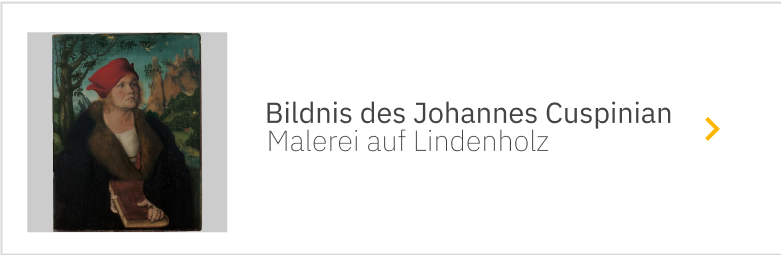 Bildnis des Johannes Cuspinian
Malerei auf Lindenholz